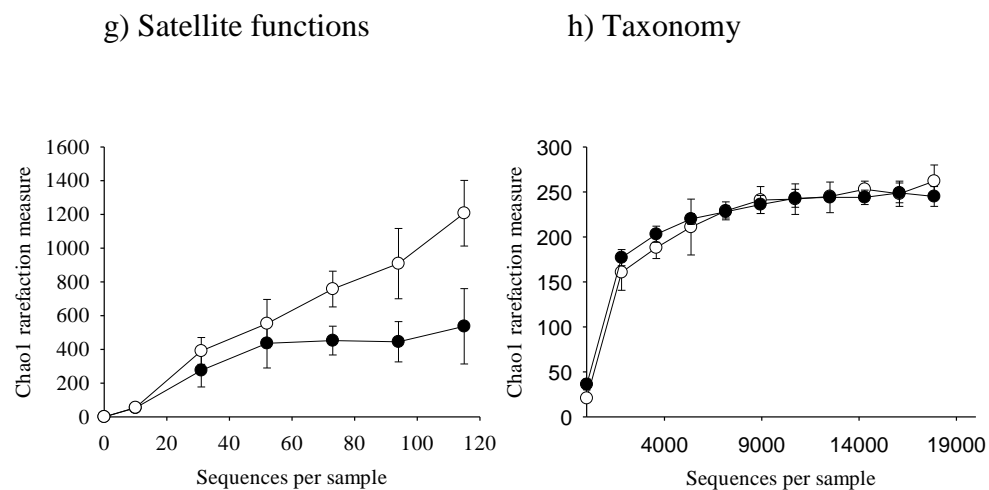 g) Satellite functions
h) Taxonomy
1600
1400
1200
1000
800
600
400
200
0
Chao1 rarefaction measure
0 20 40 60 80 100 120
Sequences per sample
300
250
200
150
100
50
0
Chao1 rarefaction measure
4000 9000 14000 19000
Sequences per sample